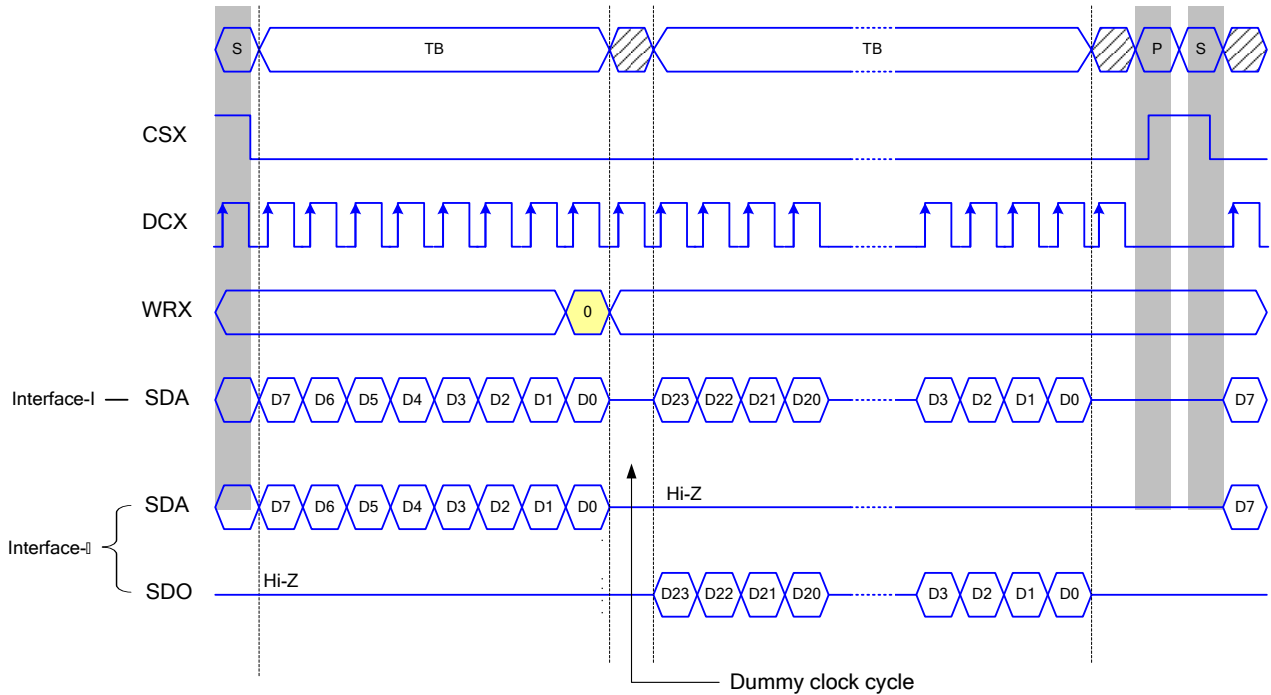 S TB TB P S
CSX
DCX
WRX 0
Interface-I SDA D7 D6 D5 D4 D3 D2 D1 D0 D23 D22 D21 D20 D3 D2 D1 D0 D7
SDA D7 D6 D5 D4 D3 D2 D1 D0 Hi-Z D7
Interface-▯
SDO Hi-Z D23 D22 D21 D20 D3 D2 D1 D0
Dummy clock cycle